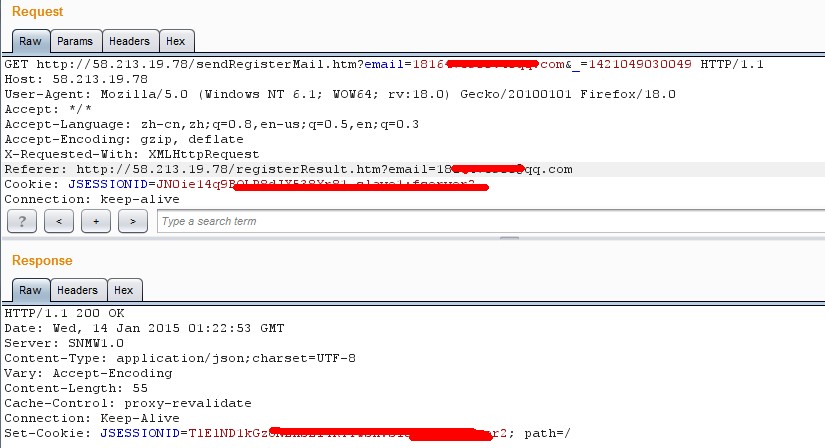 Request
Raw Params Headers Hex
GET http://58.213.19.78/sendRegisterMail.htm?email=1816 com&_=1421049030049 HTTP/1.1
Host: 58.213.19.78
User-Agent: Mozilla/5.0 (Windows NT 6.1; WOW64; rv:18.0) Gecko/20100101 Firefox/18.0
Accept: */*
Accept-Language: zh-cn,zh;q=0.8,en-us;q=0.5,en;q=0.3
Accept-Encoding: gzip, deflate
X-Requested-With: XMLHttpRequest
Referer: http://58.213.19.78/registerResult.htm?email=18 qq.com
Cookie: JSESSIONID=JN0ie14q9
Connection: keep-alive
? < + > Type a search term
Response
Raw Headers Hex
HTTP/1.1 200 OK
Date: Wed, 14 Jan 2015 01:22:53 GMT
Server: SNMW1.0
Content-Type: application/json;charset=UTF-8
Vary: Accept-Encoding
Content-Length: 55
Cache-Control: proxy-revalidate
Connection: Keep-Alive
Set-Cookie: JSESSIONID=TlElND1kGz r2; path=/